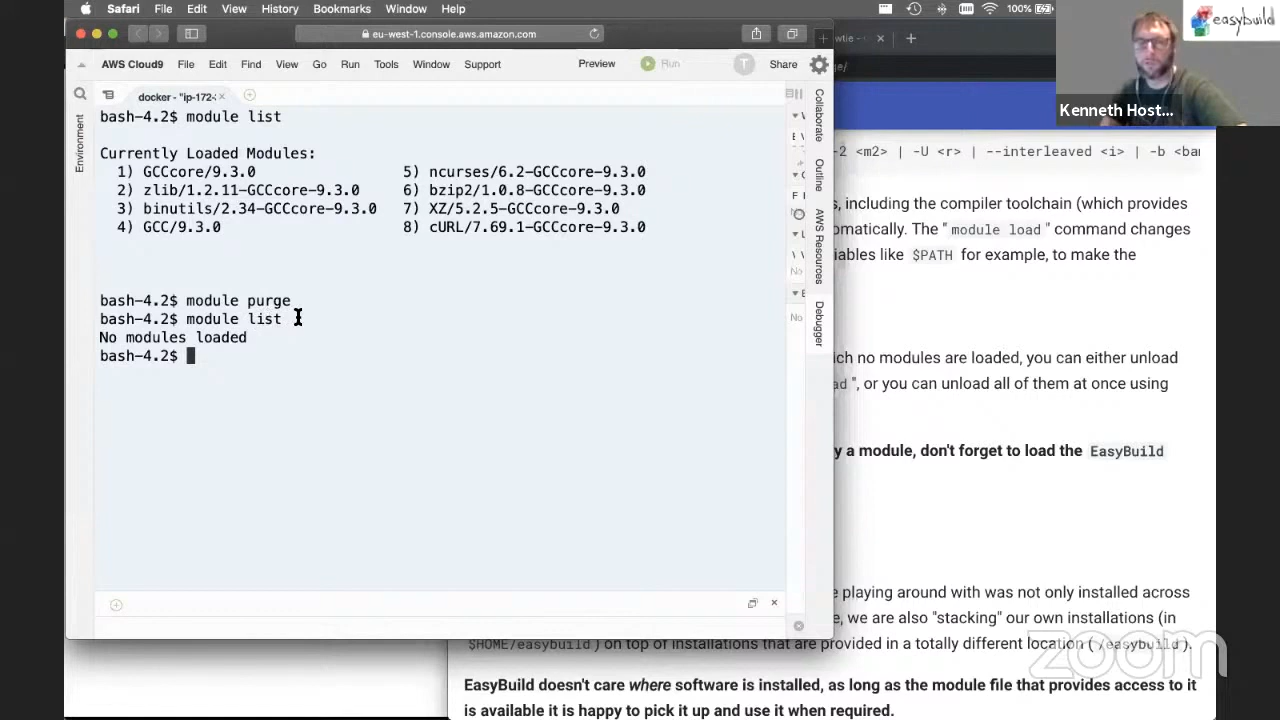 Safari File Edit View History Bookmarks Window Help 100%
easybuild
eu-west-1.console.aws.amazon.com
AWS Cloud9 File Edit Find View Go Run Tools Window Support Preview Run T Share
Kenneth Host...
docker - "ip-172-
Environment
Collaborate
Outline
AWS Resources
Debugger
bash-4.2$ module list
Currently Loaded Modules:
1) GCCcore/9.3.0 5) ncurses/6.2-GCCcore-9.3.0
2) zlib/1.2.11-GCCcore-9.3.0 6) bzip2/1.0.8-GCCcore-9.3.0
3) binutils/2.34-GCCcore-9.3.0 7) XZ/5.2.5-GCCcore-9.3.0
4) GCC/9.3.0 8) cURL/7.69.1-GCCcore-9.3.0
bash-4.2$ module purge
bash-4.2$ module list
No modules loaded
bash-4.2$
-2 <m2> | -U <r> | --interleaved <i> | -b <bar
s, including the compiler toolchain (which provides
omatically. The " module load " command changes
iables like $PATH for example, to make the
ich no modules are loaded, you can either unload
ad ", or you can unload all of them at once using
y a module, don't forget to load the EasyBuild
e playing around with was not only installed across
e, we are also "stacking" our own installations (in
$HOME/easybuild ) on top of installations that are provided in a totally different location ( /easybuild ).
zoom
EasyBuild doesn't care where software is installed, as long as the module file that provides access to it
is available it is happy to pick it up and use it when required.